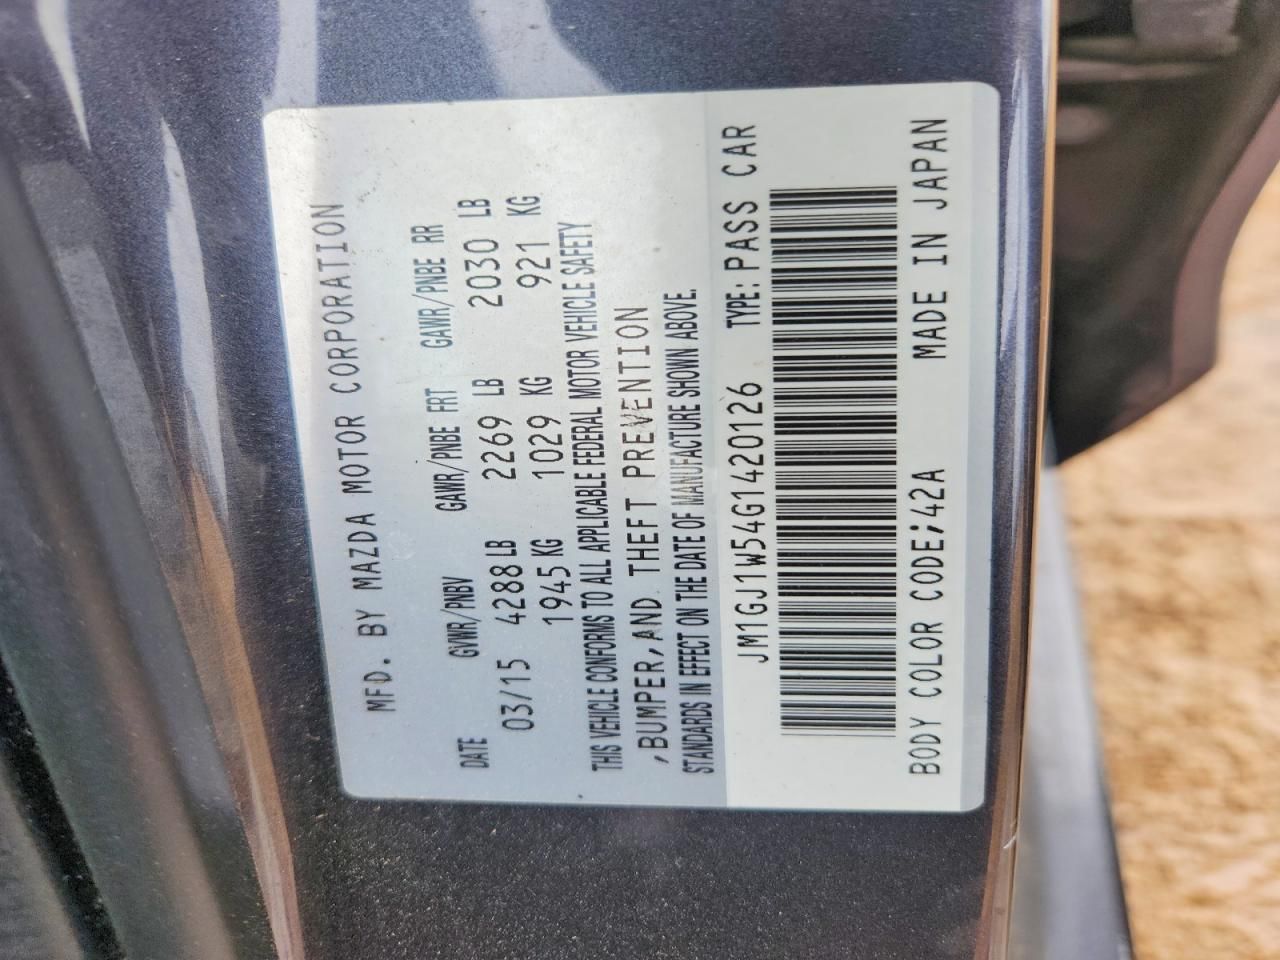 MFD. BY MAZDA MOTOR CORPORATION
DATE GVWR/PNBV GAWR/PNBE FRT GAWR/PNBE RR
03/15 4288 LB 2269 LB 2030 LB
1945 KG 1029 KG 921 KG
THIS VEHICLE CONFORMS TO ALL APPLICABLE FEDERAL MOTOR VEHICLE SAFETY
,BUMPER,AND THEFT PREVENTION
STANDARDS IN EFFECT ON THE DATE OF MANUFACTURE SHOWN ABOVE.
JM1GJ1W54G1420126 TYPE: PASS CAR
BODY COLOR CODE;42A MADE IN JAPAN